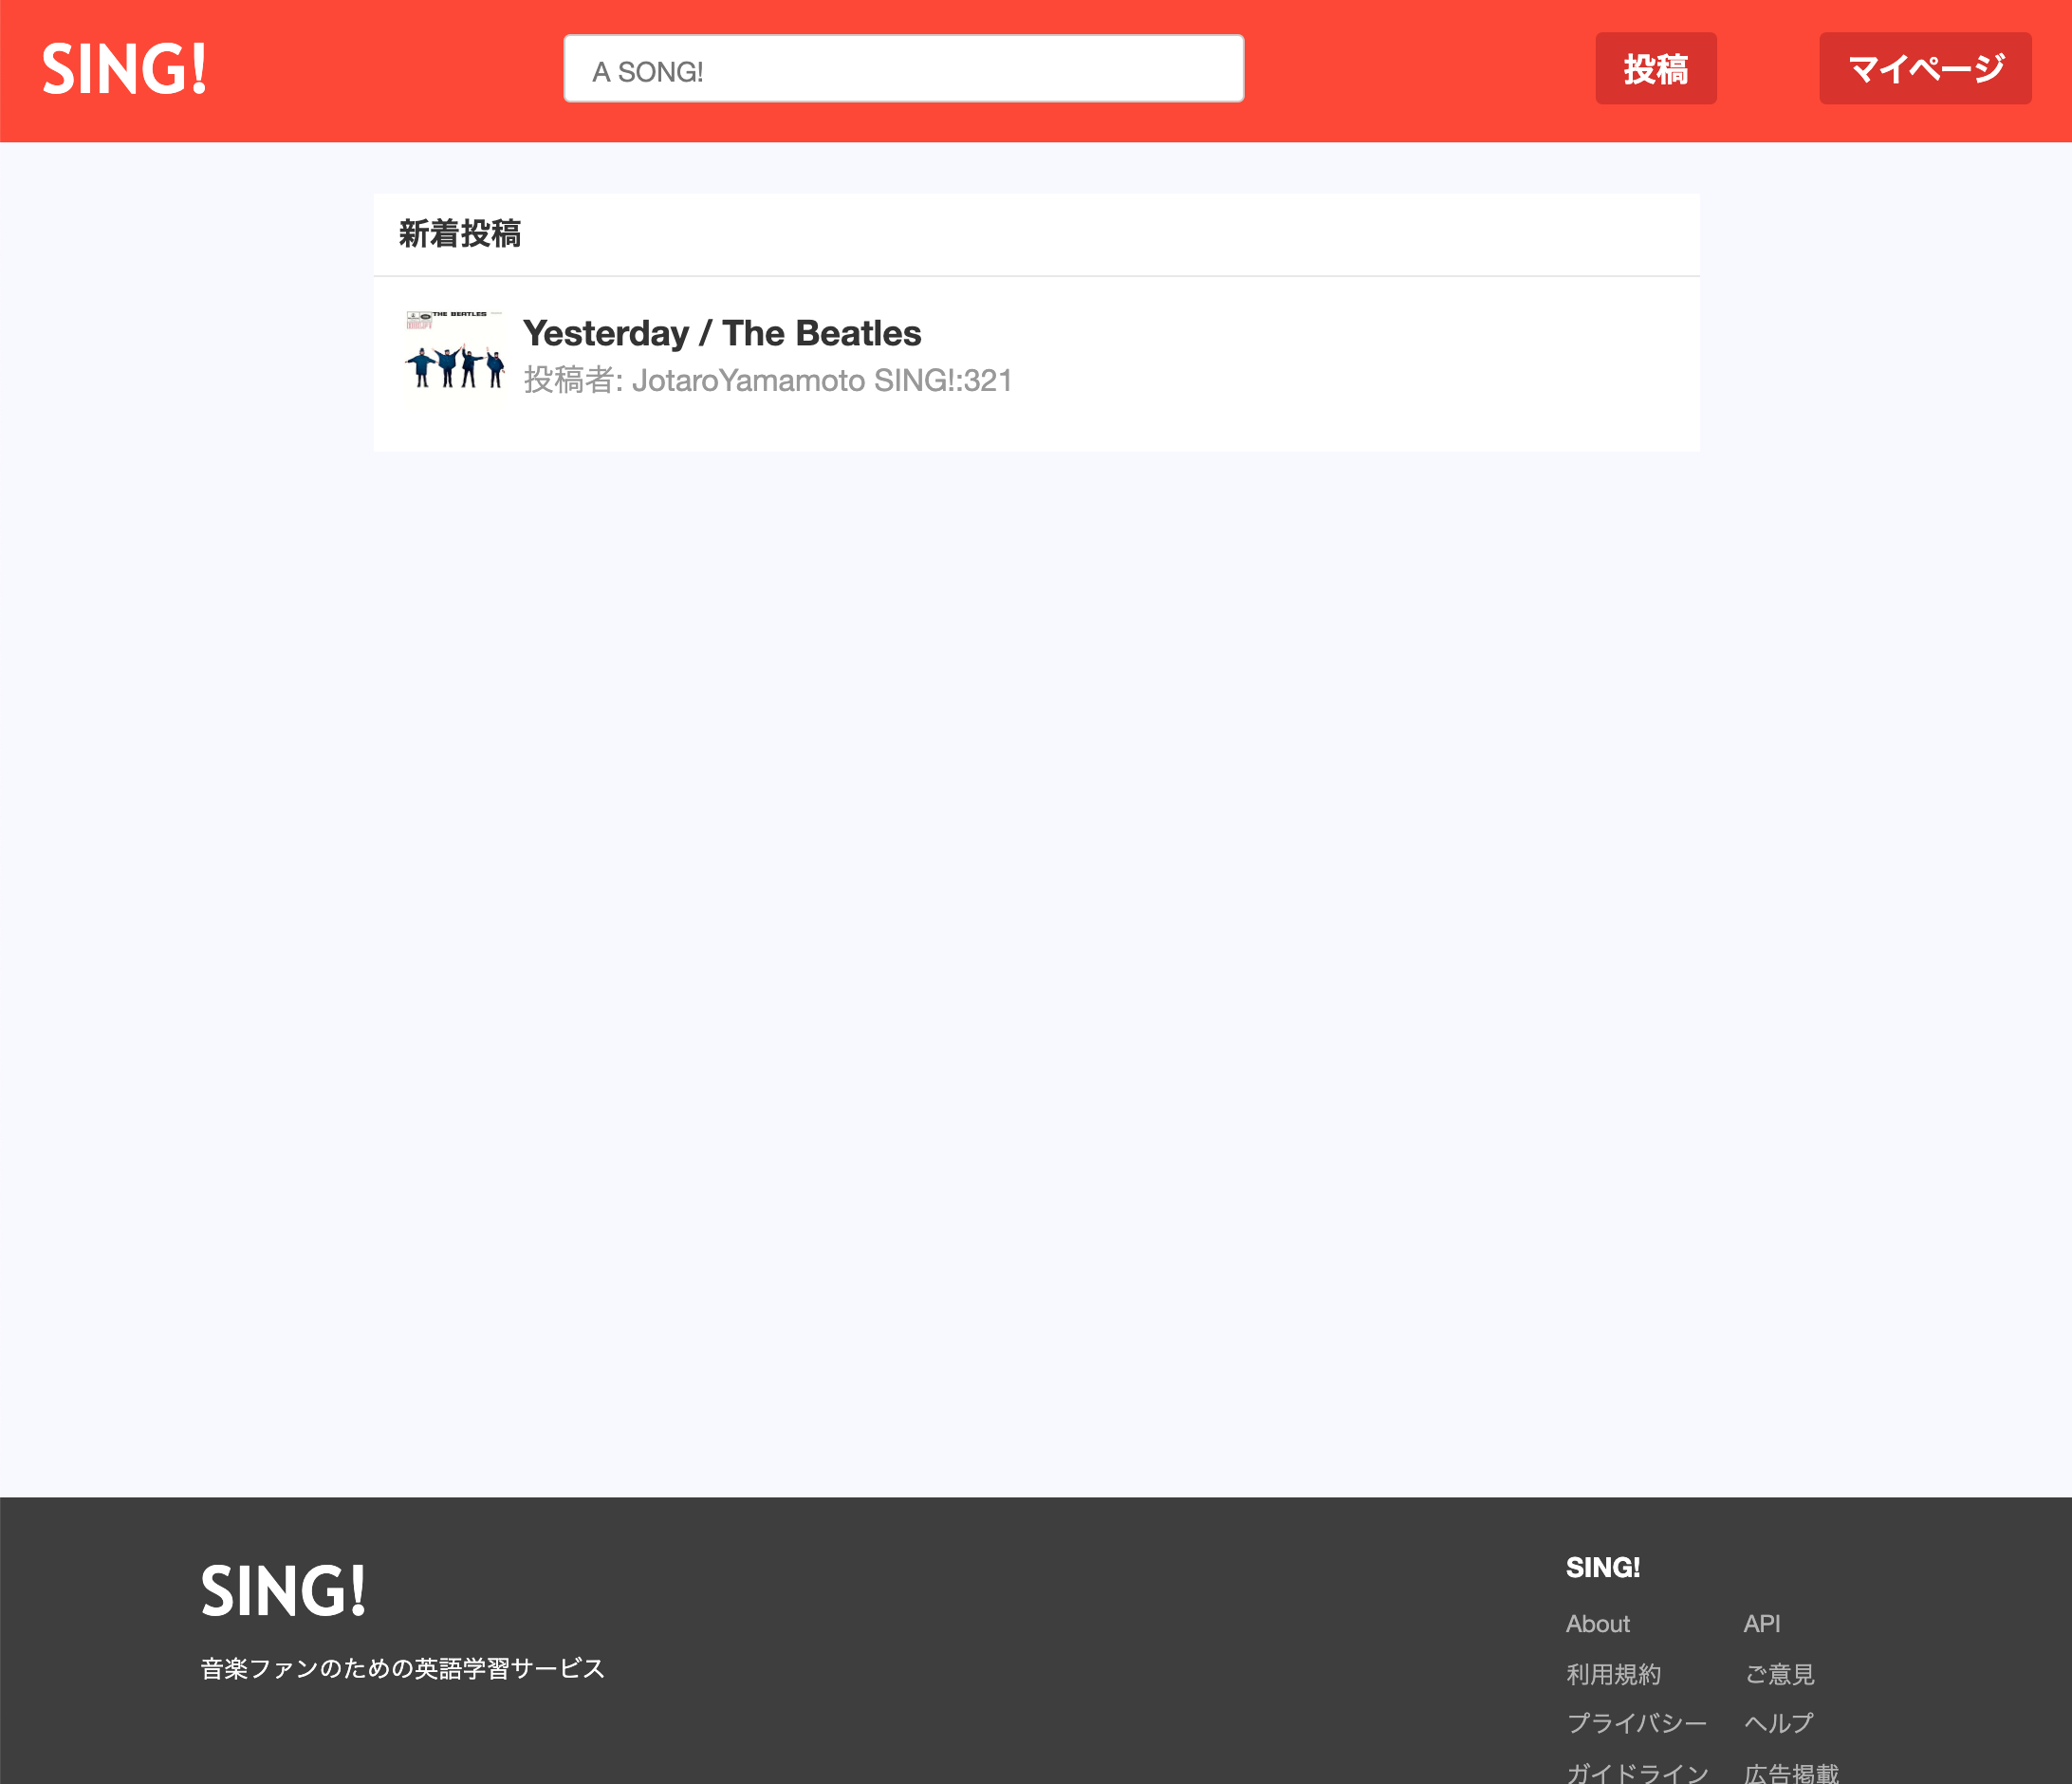 SING!
A SONG!
投稿
マイページ
新着投稿
THE BEATLES
Yesterday / The Beatles
投稿者: JotaroYamamoto SING!:321
SING!
音楽ファンのための英語学習サービス
SING!
About API
利用規約 ご意見
プライバシー ヘルプ
ガイドライン 広告掲載